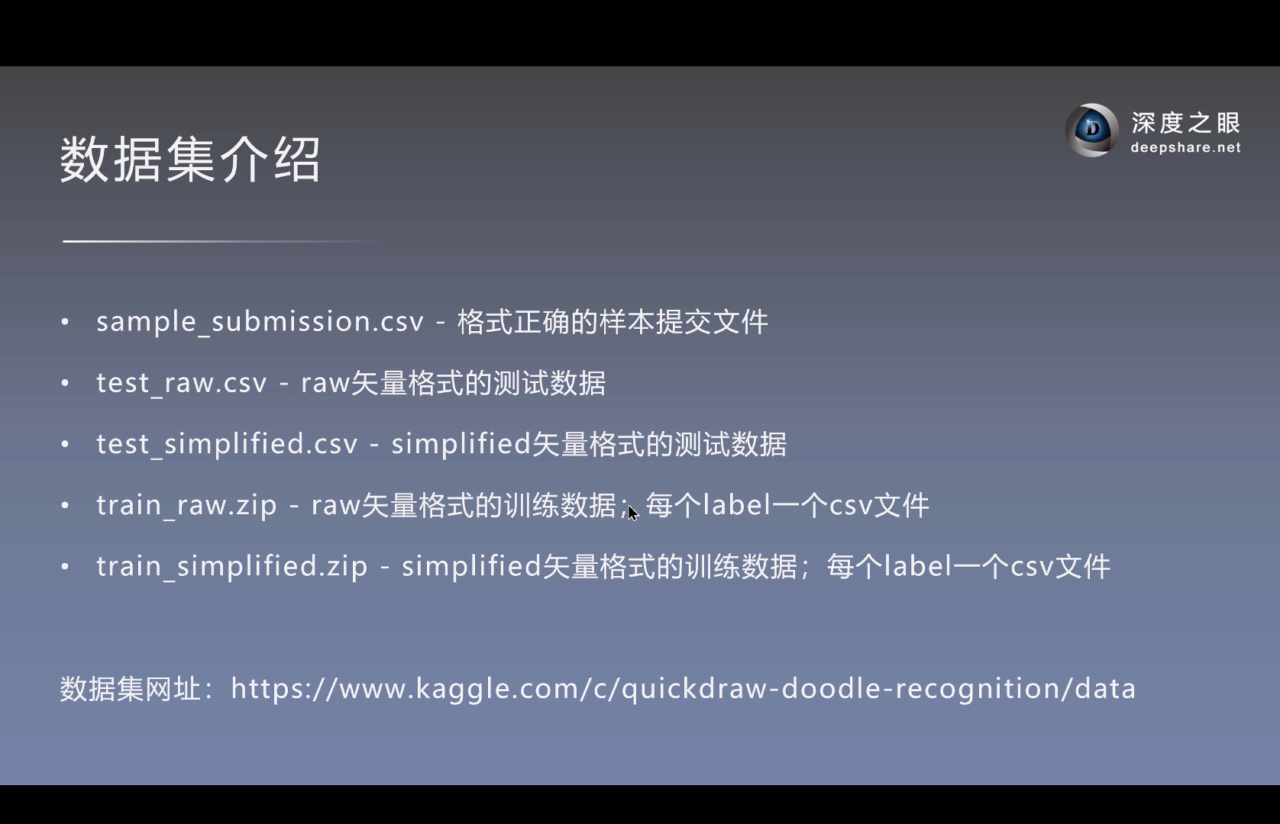 深度之眼
deepshare.net
数据集介绍
• sample_submission.csv - 格式正确的样本提交文件
• test_raw.csv - raw矢量格式的测试数据
• test_simplified.csv - simplified矢量格式的测试数据
• train_raw.zip - raw矢量格式的训练数据；每个label一个csv文件
• train_simplified.zip - simplified矢量格式的训练数据；每个label一个csv文件
数据集网址：https://www.kaggle.com/c/quickdraw-doodle-recognition/data